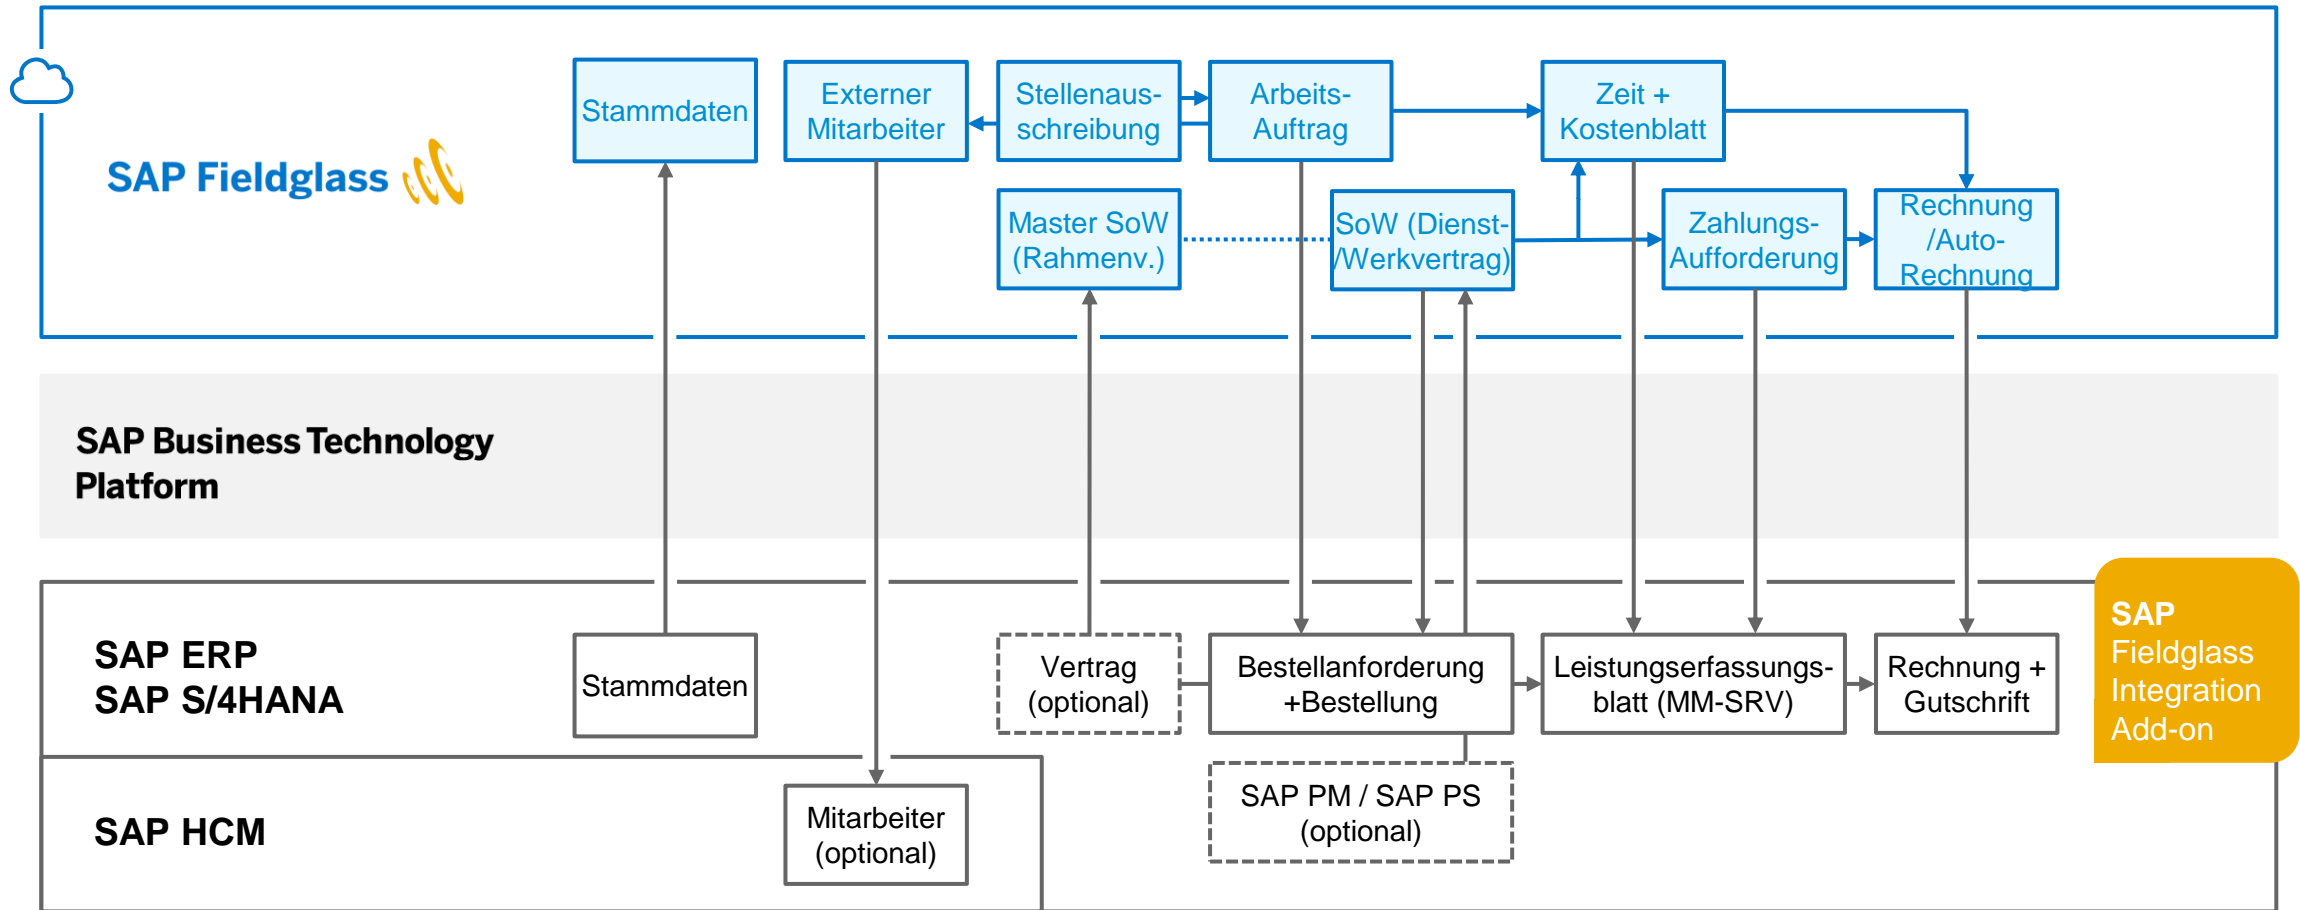 Stammdaten
Externer
Mitarbeiter
Stellenaus-
schreibung
Arbeits-
Auftrag
Zeit +
Kostenblatt
SAP Fieldglass
Master SoW
(Rahmenv.)
SoW (Dienst-
/Werkvertrag)
Zahlungs-
Aufforderung
Rechnung
/Auto-
Rechnung
SAP Business Technology
Platform
SAP ERP
SAP S/4HANA
Stammdaten
Vertrag
(optional)
Bestellanforderung
+Bestellung
Leistungserfassungs-
blatt (MM-SRV)
Rechnung +
Gutschrift
SAP
Fieldglass
Integration
Add-on
SAP HCM
Mitarbeiter
(optional)
SAP PM / SAP PS
(optional)